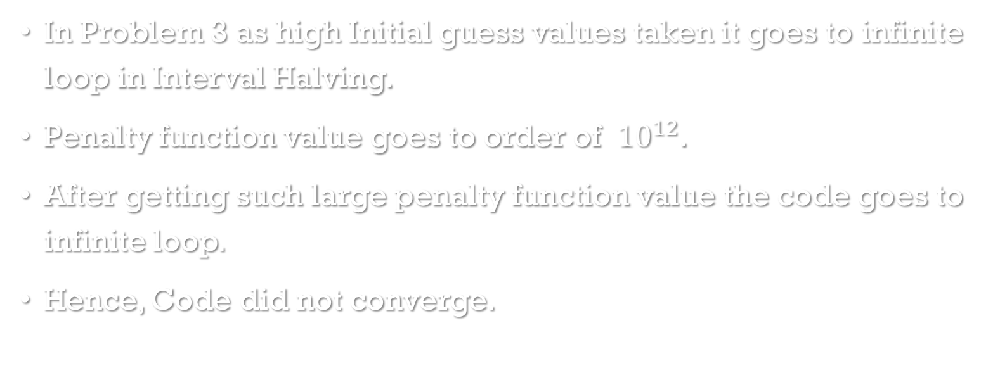 • In Problem 3 as high Initial guess values taken it goes to infinite
loop in Interval Halving.
• Penalty function value goes to order of 10¹².
• After getting such large penalty function value the code goes to
infinite loop.
• Hence, Code did not converge.